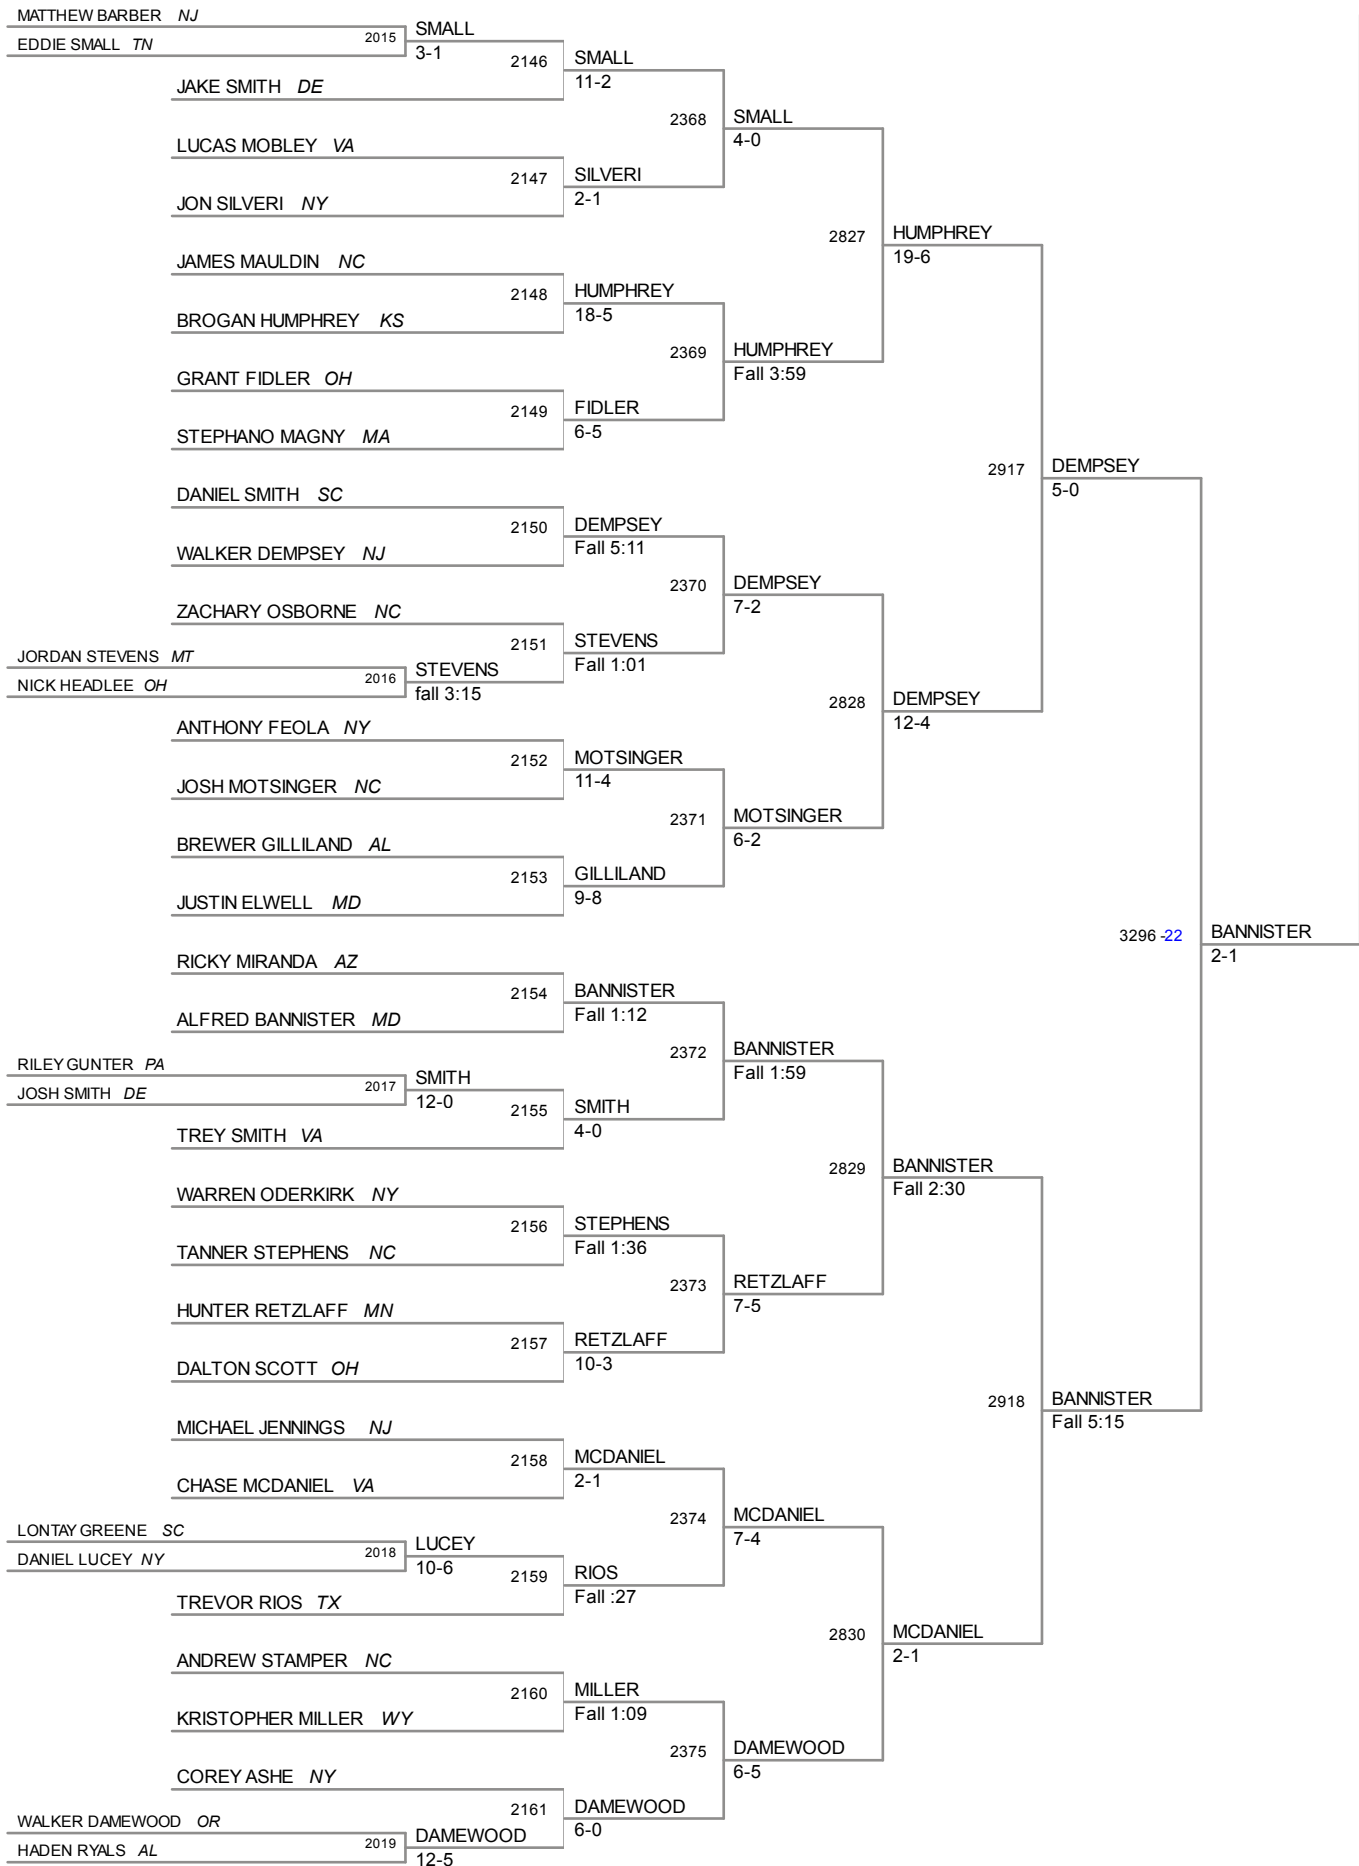 MATTHEW BARBER NJ
2015 SMALL
EDDIE SMALL TN
3-1
2146 SMALL
11-2
JAKE SMITH DE
2368 SMALL
4-0
LUCAS MOBLEY VA
2147 SILVERI
2-1
JON SILVERI NY
2827 HUMPHREY
19-6
JAMES MAULDIN NC
2148 HUMPHREY
18-5
BROGAN HUMPHREY KS
2369 HUMPHREY
Fall 3:59
GRANT FIDLER OH
2149 FIDLER
6-5
STEPHANO MAGNY MA
2917 DEMPSEY
5-0
DANIEL SMITH SC
2150 DEMPSEY
Fall 5:11
WALKER DEMPSEY NJ
2370 DEMPSEY
7-2
ZACHARY OSBORNE NC
2151 STEVENS
Fall 1:01
JORDAN STEVENS MT
2016 STEVENS
NICK HEADLEE OH
fall 3:15
2828 DEMPSEY
12-4
ANTHONY FEOLA NY
2152 MOTSINGER
11-4
JOSH MOTSINGER NC
2371 MOTSINGER
6-2
BREWER GILLILAND AL
2153 GILLILAND
9-8
JUSTIN ELWELL MD
3296 -22 BANNISTER
2-1
RICKY MIRANDA AZ
2154 BANNISTER
Fall 1:12
ALFRED BANNISTER MD
2372 BANNISTER
Fall 1:59
RILEY GUNTER PA
2017 SMITH
JOSH SMITH DE
12-0
2155 SMITH
4-0
TREY SMITH VA
2829 BANNISTER
Fall 2:30
WARREN ODERKIRK NY
2156 STEPHENS
Fall 1:36
TANNER STEPHENS NC
2373 RETZLAFF
7-5
HUNTER RETZLAFF MN
2157 RETZLAFF
10-3
DALTON SCOTT OH
2918 BANNISTER
Fall 5:15
MICHAEL JENNINGS NJ
2158 MCDANIEL
2-1
CHASE MCDANIEL VA
2374 MCDANIEL
7-4
LONTAY GREENE SC
2018 LUCEY
DANIEL LUCEY NY
10-6
2159 RIOS
Fall :27
TREVOR RIOS TX
2830 MCDANIEL
2-1
ANDREW STAMPER NC
2160 MILLER
Fall 1:09
KRISTOPHER MILLER WY
2375 DAMEWOOD
6-5
COREY ASHE NY
2161 DAMEWOOD
6-0
WALKER DAMEWOOD OR
2019 DAMEWOOD
HADEN RYALS AL
12-5